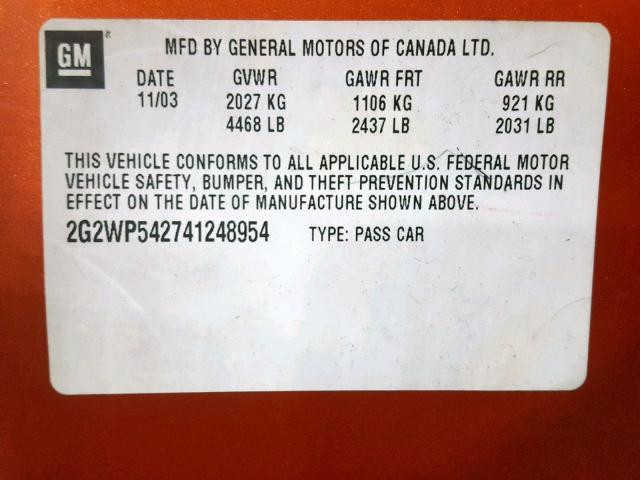 GM ®
MFD BY GENERAL MOTORS OF CANADA LTD.
DATE GVWR GAWR FRT GAWR RR
11/03 2027 KG 1106 KG 921 KG
4468 LB 2437 LB 2031 LB
THIS VEHICLE CONFORMS TO ALL APPLICABLE U.S. FEDERAL MOTOR
VEHICLE SAFETY, BUMPER, AND THEFT PREVENTION STANDARDS IN
EFFECT ON THE DATE OF MANUFACTURE SHOWN ABOVE.
2G2WP542741248954 TYPE: PASS CAR